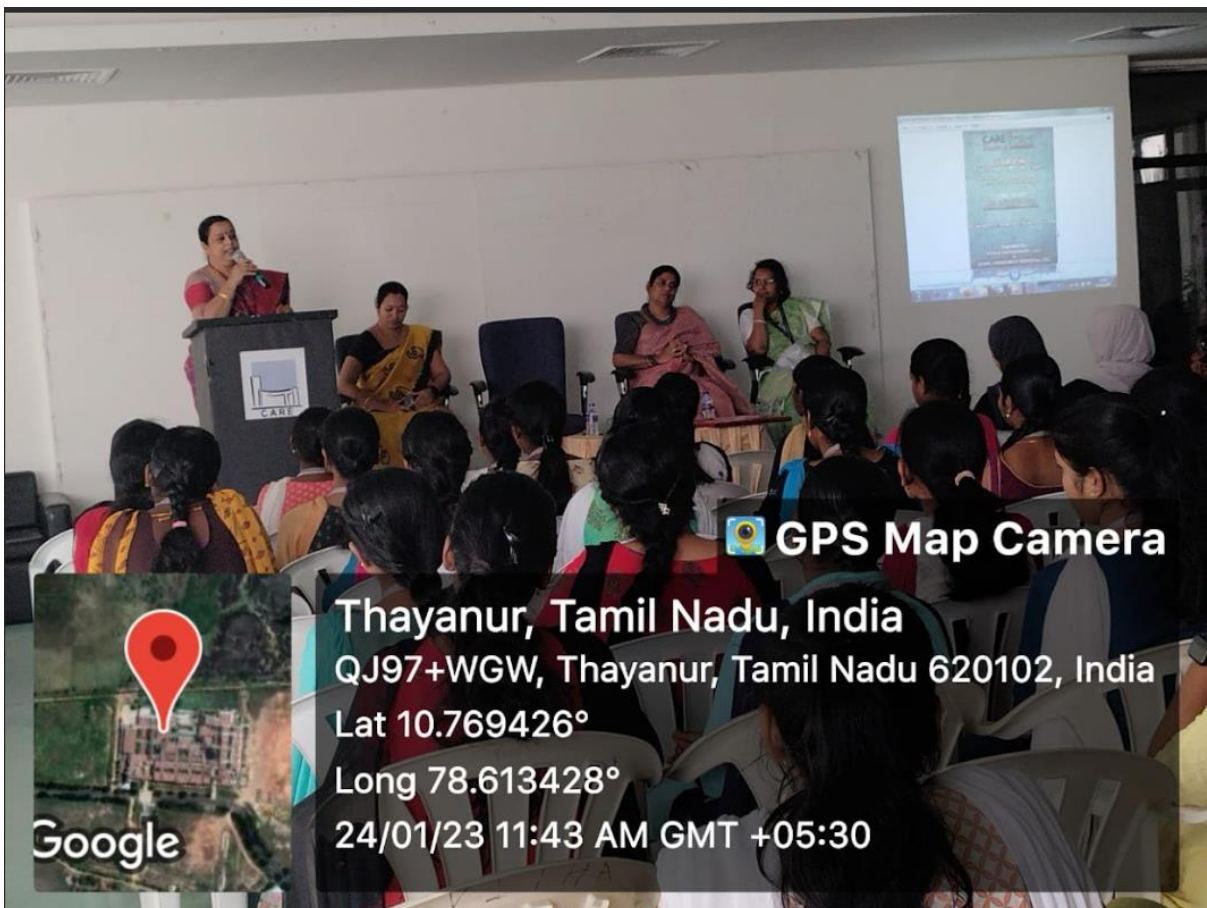 CARE
CARE
GPS Map Camera
Thayanur, Tamil Nadu, India
QJ97+WGW, Thayanur, Tamil Nadu 620102, India
Lat 10.769426°
Long 78.613428°
24/01/23 11:43 AM GMT +05:30
Google